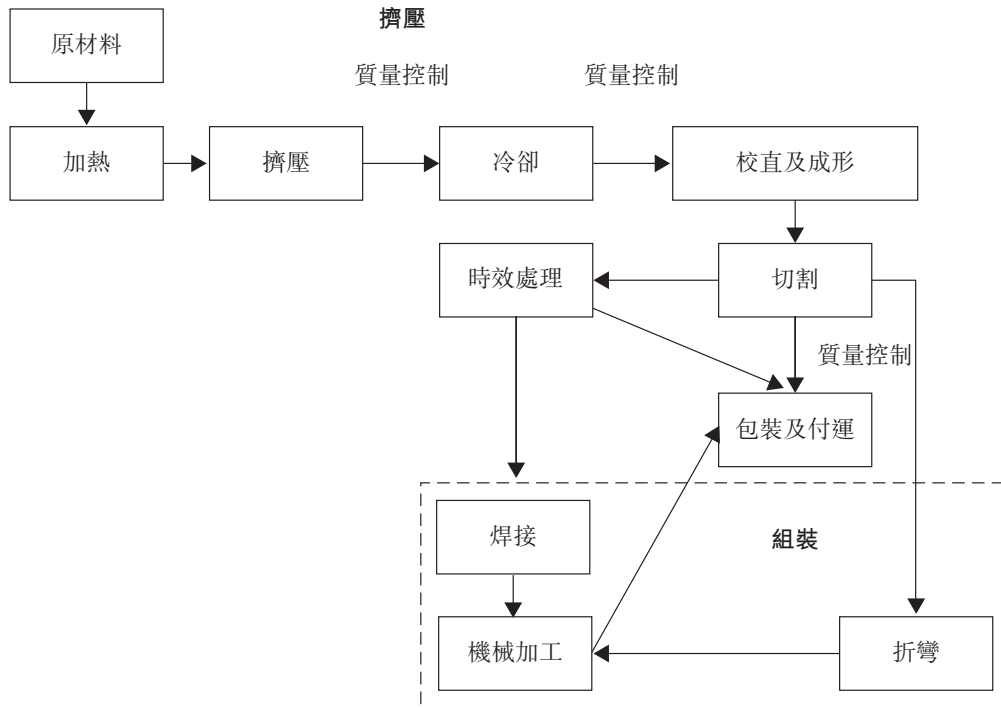 擠壓
原材料
質量控制
質量控制
加熱
擠壓
冷卻
校直及成形
時效處理
切割
質量控制
包裝及付運
焊接
組裝
機械加工
折彎